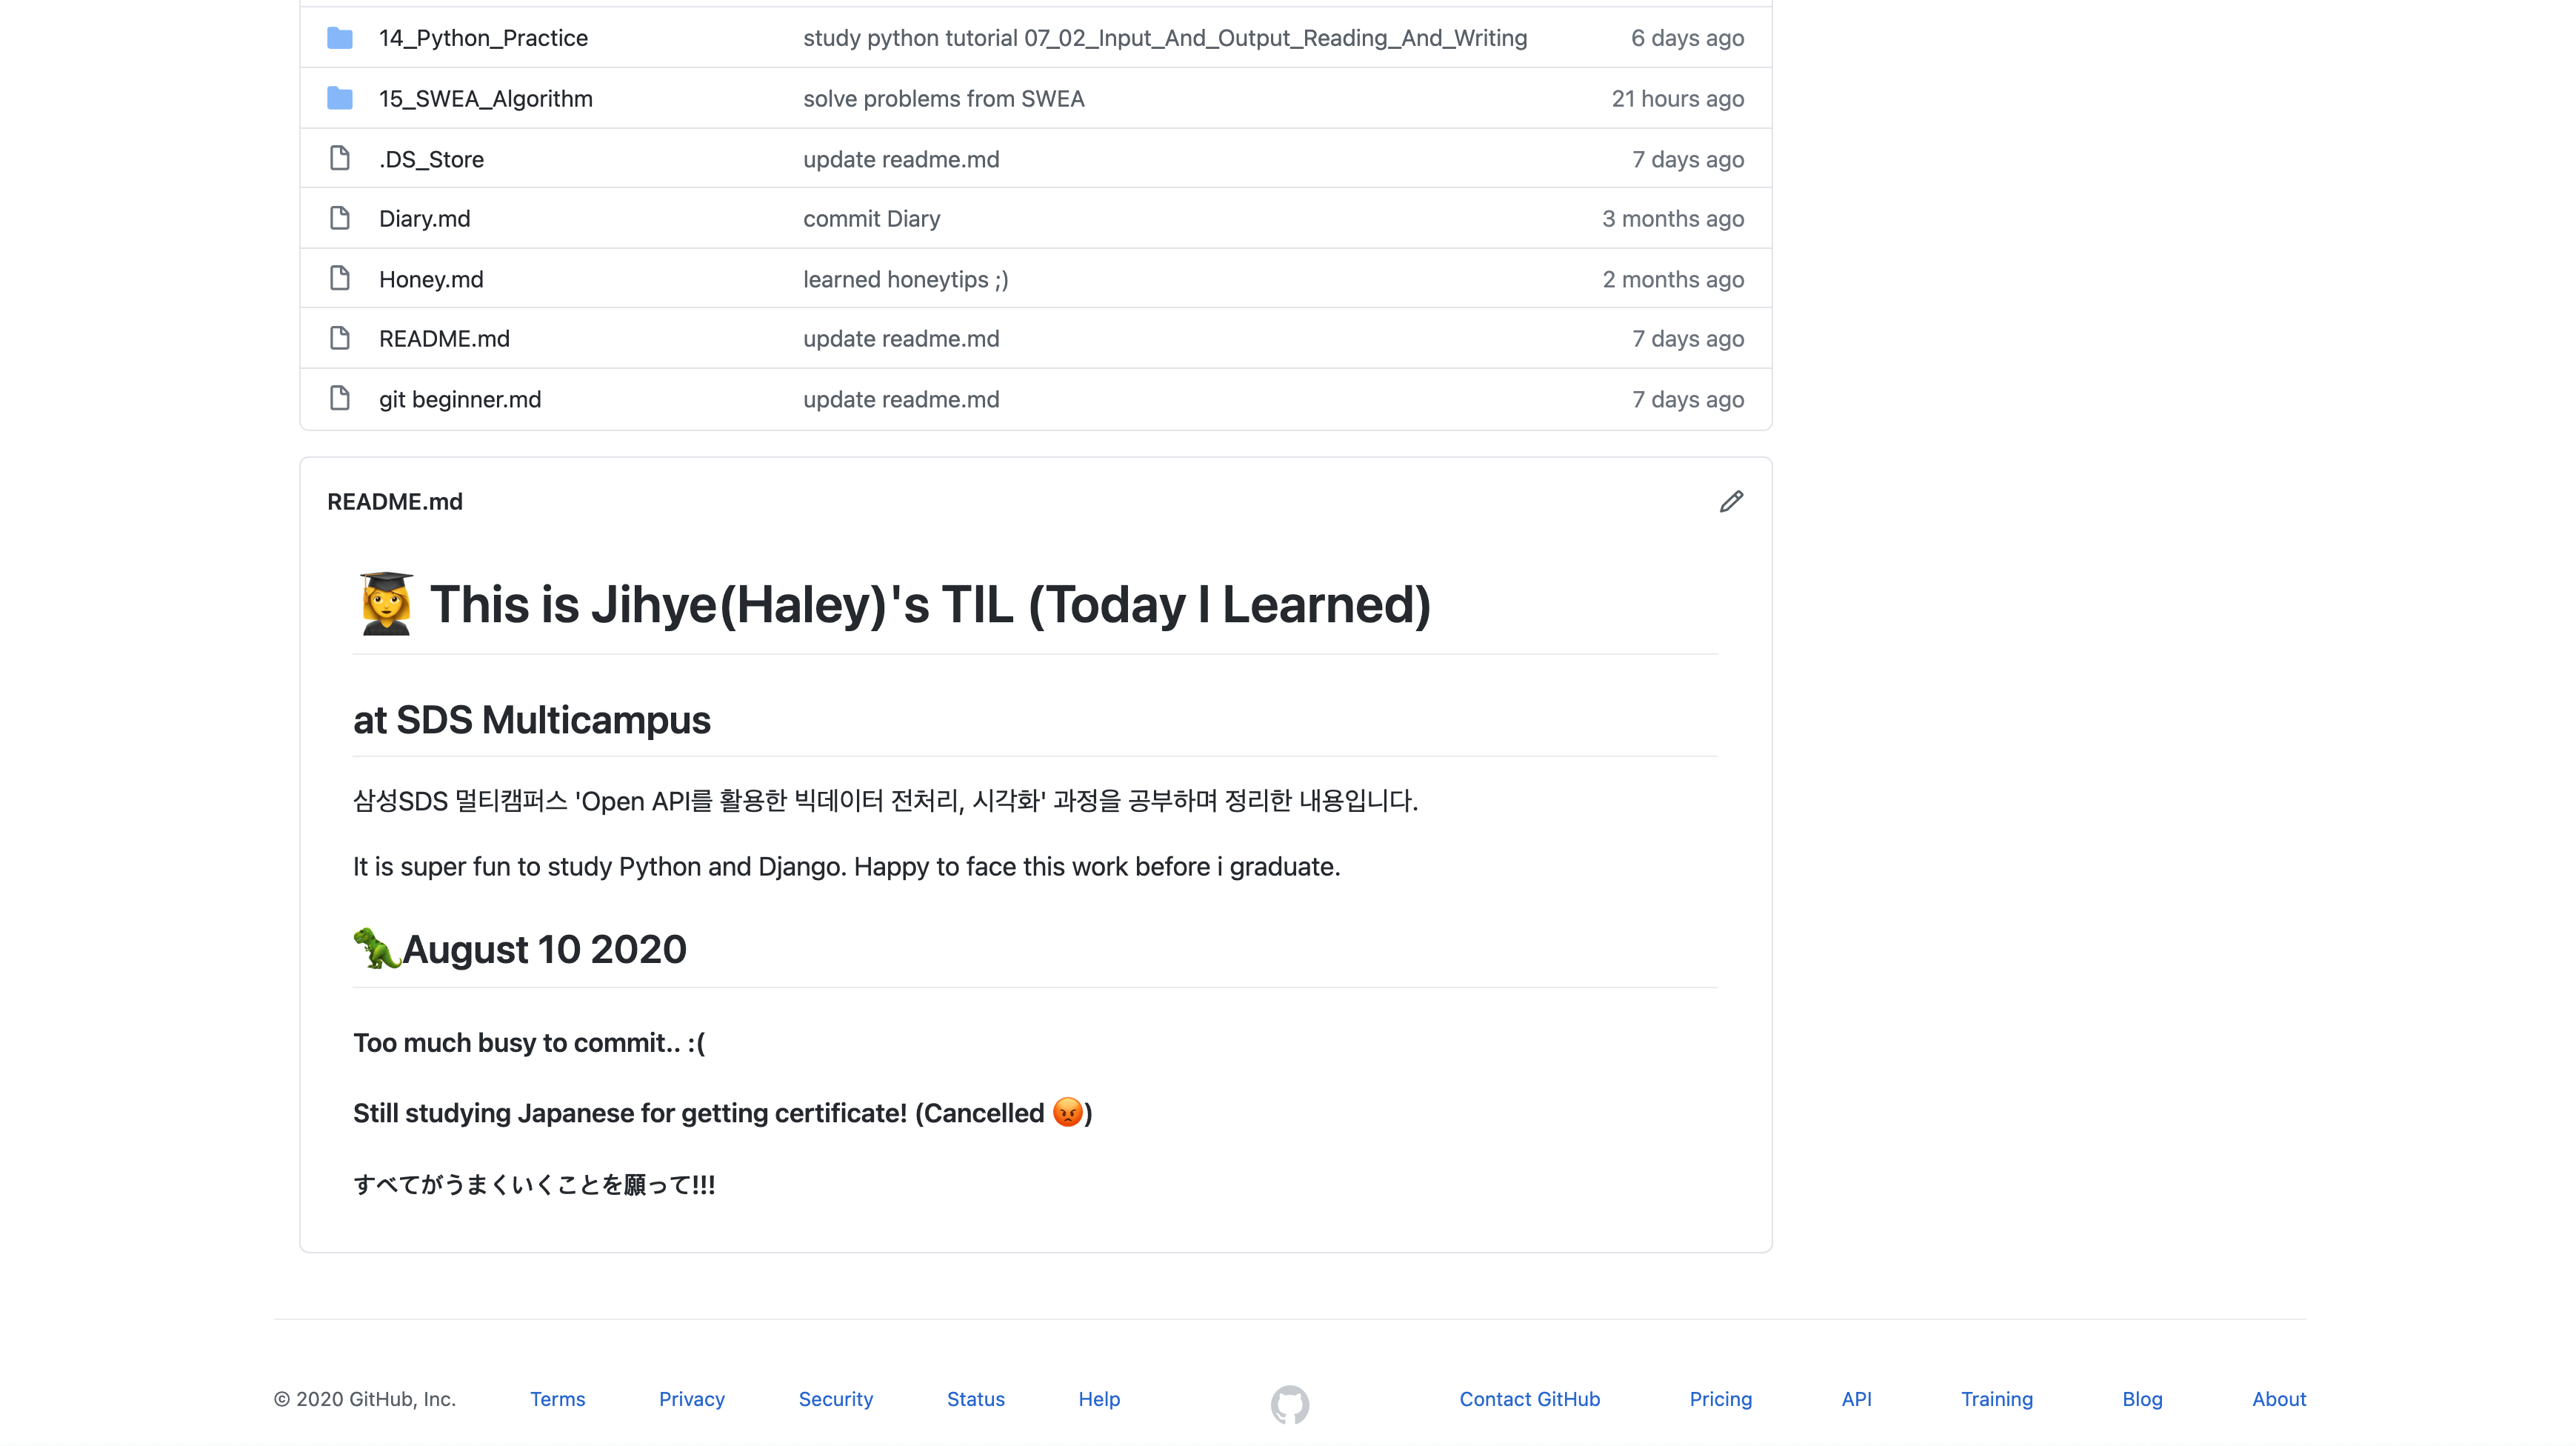 14_Python_Practice study python tutorial 07_02_Input_And_Output_Reading_And_Writing 6 days ago
15_SWEA_Algorithm solve problems from SWEA 21 hours ago
.DS_Store update readme.md 7 days ago
Diary.md commit Diary 3 months ago
Honey.md learned honeytips ;) 2 months ago
README.md update readme.md 7 days ago
git beginner.md update readme.md 7 days ago
README.md
👩‍🎓 This is Jihye(Haley)'s TIL (Today I Learned)
at SDS Multicampus
삼성SDS 멀티캠퍼스 'Open API를 활용한 빅데이터 전처리, 시각화' 과정을 공부하며 정리한 내용입니다.
It is super fun to study Python and Django. Happy to face this work before i graduate.
🦖August 10 2020
Too much busy to commit.. :(
Still studying Japanese for getting certificate! (Cancelled 😡)
すべてがうまくいくことを願って!!!
© 2020 GitHub, Inc. Terms Privacy Security Status Help Contact GitHub Pricing API Training Blog About